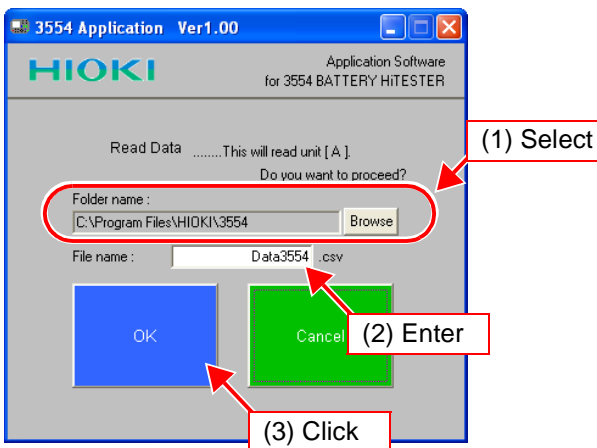 3554 Application Ver1.00
HIOKI
Application Software
for 3554 BATTERY HiTESTER
Read Data ........This will read unit [ A ].
Do you want to proceed?
(1) Select
Folder name :
C:\Program Files\HIOKI\3554
Browse
File name :
Data3554 .csv
OK
Cancel
(2) Enter
(3) Click